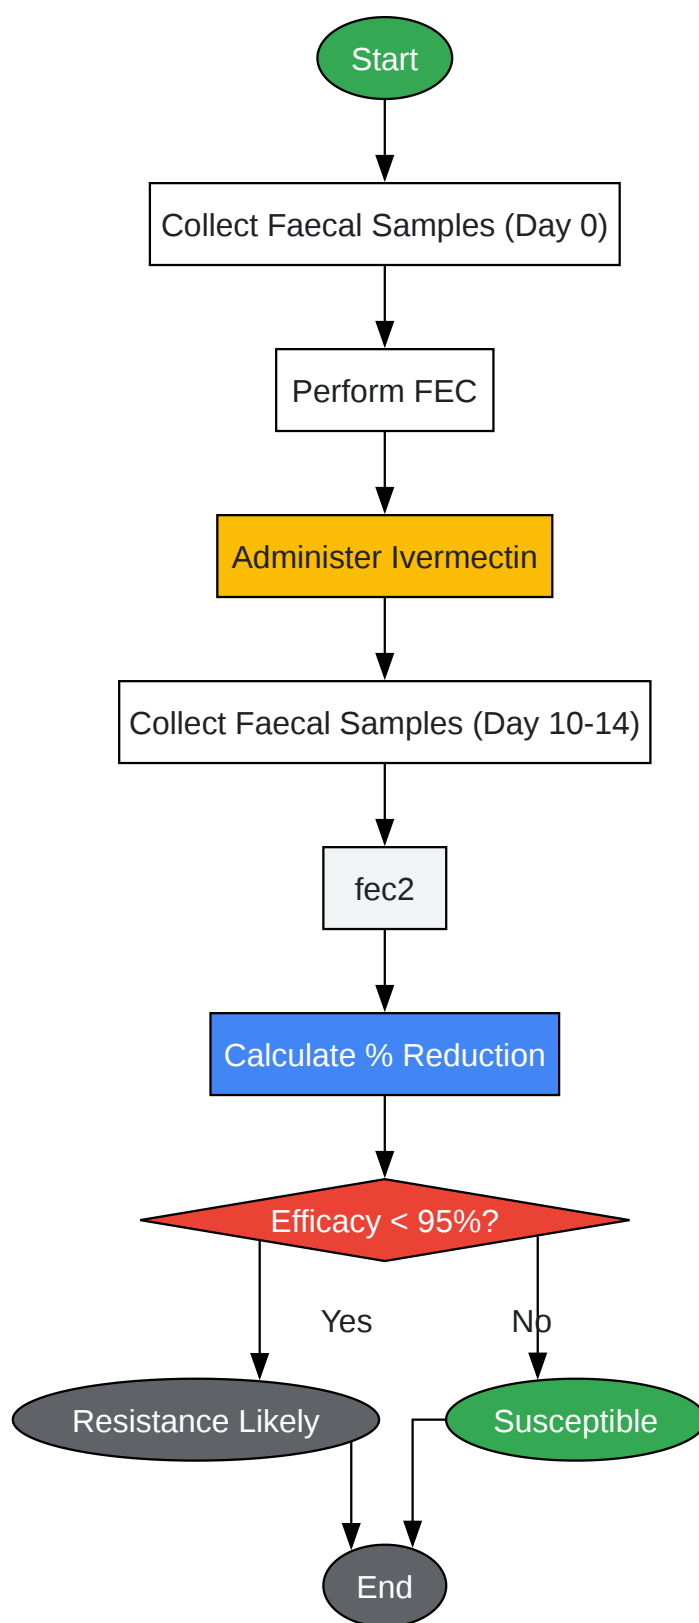 Start
Collect Faecal Samples (Day 0)
Perform FEC
Administer Ivermectin
Collect Faecal Samples (Day 10-14)
fec2
Calculate % Reduction
Efficacy < 95%?
Yes
No
Resistance Likely
Susceptible
End